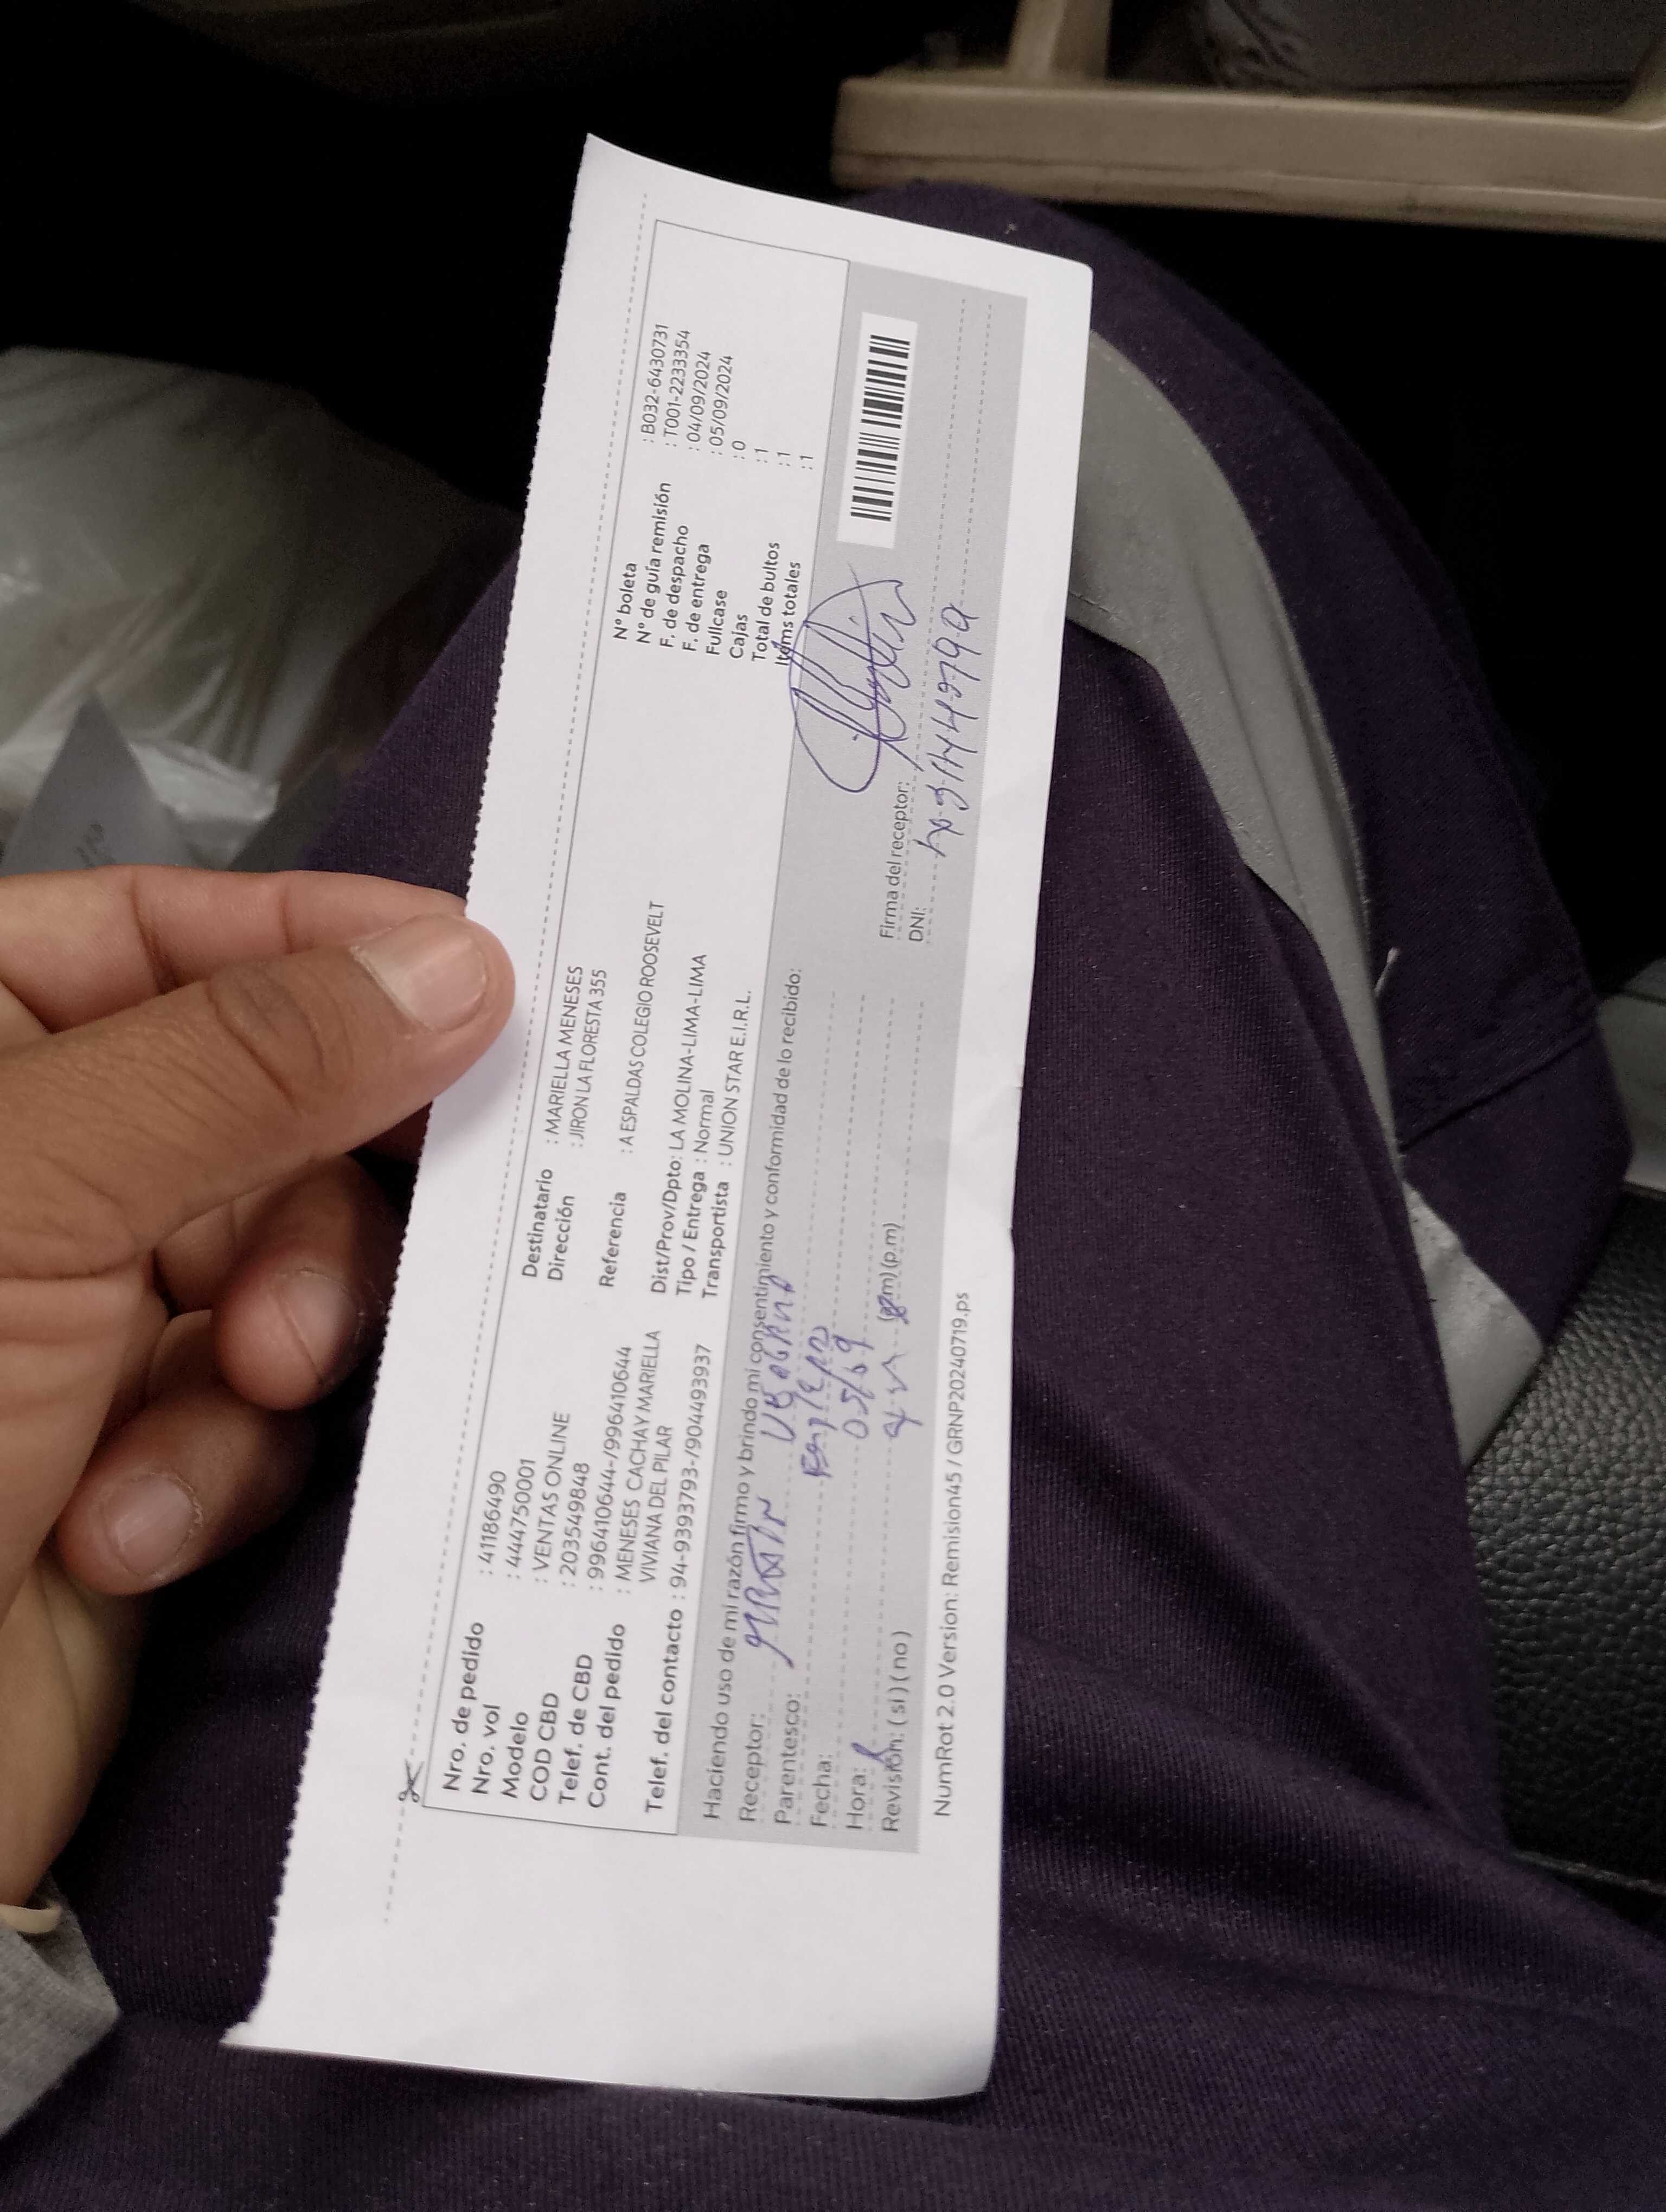 Nro. de pedido : 41186490
Nro. vol : 4444750001
Modelo : VENTAS ONLINE
COD CBD : 203549848
Telef. de CBD : 996410644-/996410644
Cont. del pedido : MENESES CACHAY MARIELLA
VIVIANA DEL PILAR
Telef. del contacto : 94-9393793-/904493937
Destinatario : MARIELLA MENESES
Dirección : JIRON LA FLORESTA 355
Referencia : A ESPALDAS COLEGIO ROOSEVELT
Dist/Prov/Dpto: LA MOLINA-LIMA-LIMA
Tipo / Entrega : Normal
Transportista : UNION STAR E.I.R.L.
N° boleta : B032-6430731
N° de guía remisión : T001-2233354
F. de despacho : 04/09/2024
F. de entrega : 05/09/2024
Fullcase : 0
Cajas : 1
Total de bultos : 1
Items totales : 1
Haciendo uso de mi razón firmo y brindo mi consentimiento y conformidad de lo recibido:
Receptor:
Parentesco:
Fecha: 05/09
Hora: (p.m)
Revisión: ( si ) ( no )
Firma del receptor:
DNI:
NumRot 2.0 Version: Remision45 / GRNP20240719.ps